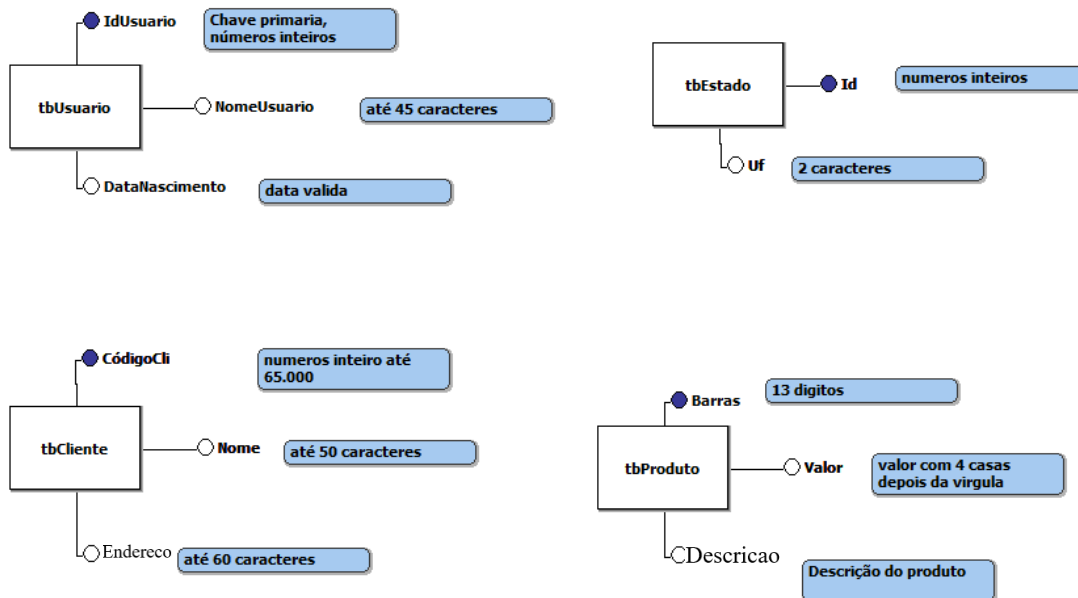 IdUsuario
Chave primaria,
números inteiros
tbUsuario
NomeUsuario
até 45 caracteres
DataNascimento
data valida
tbEstado
Id
numeros inteiros
Uf
2 caracteres
CódigoCli
numeros inteiro até
65.000
tbCliente
Nome
até 50 caracteres
Endereco
até 60 caracteres
Barras
13 digitos
tbProduto
Valor
valor com 4 casas
depois da virgula
Descricao
Descrição do produto